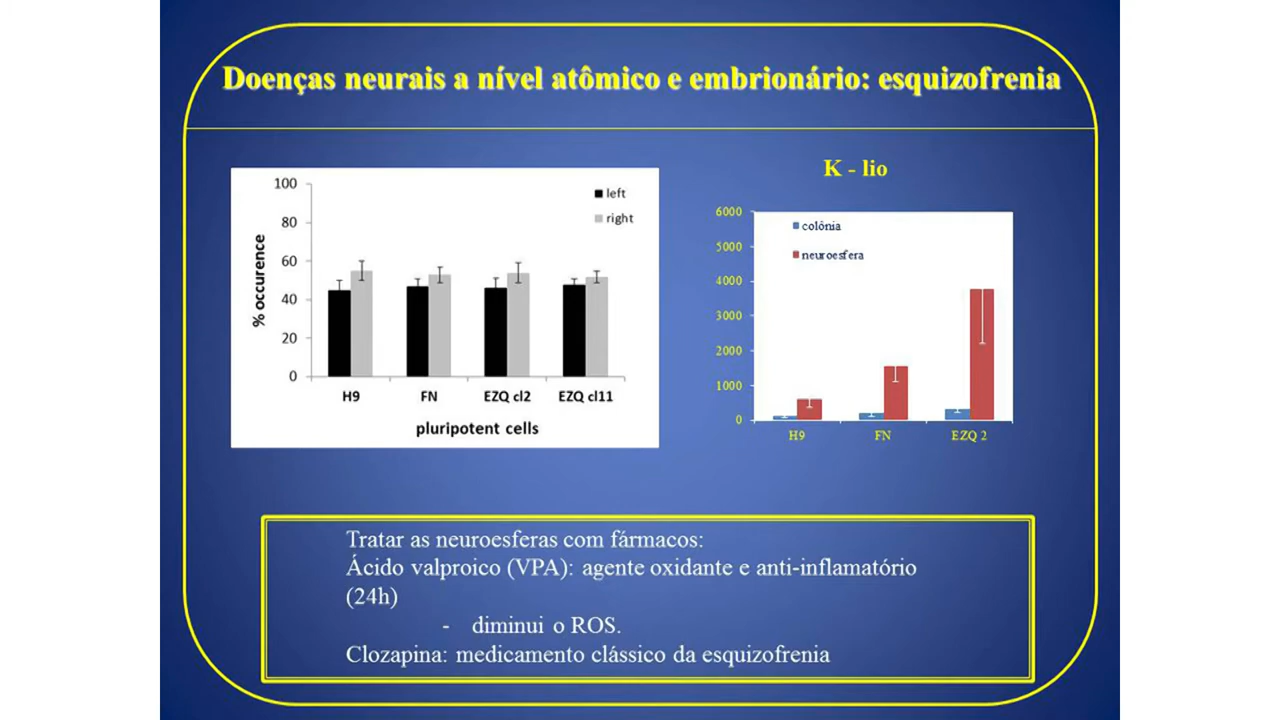 Doenças neurais a nível atômico e embrionário: esquizofrenia
100
80
60
40
20
0
% occurence
left
right
H9 FN EZQ cl2 EZQ cl11
pluripotent cells
K - lio
6000
5000
4000
3000
2000
1000
0
colônia
neuroesfera
H9 FN EZQ 2
Tratar as neuroesferas com fármacos:
Ácido valproico (VPA): agente oxidante e anti-inflamatório
(24h)
- diminui o ROS.
Clozapina: medicamento clássico da esquizofrenia